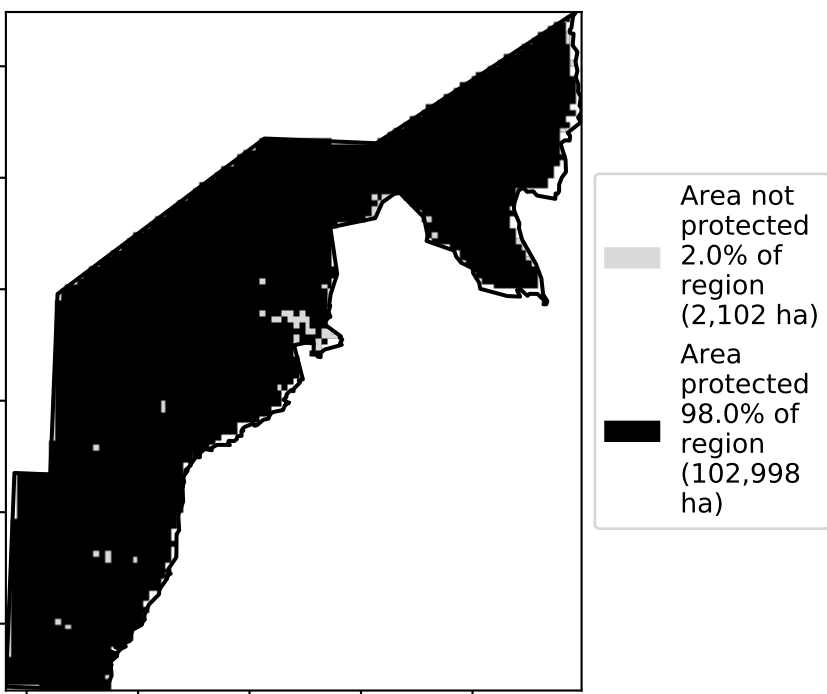 Area not
protected
2.0% of
region
(2,102 ha)
Area
protected
98.0% of
region
(102,998
ha)